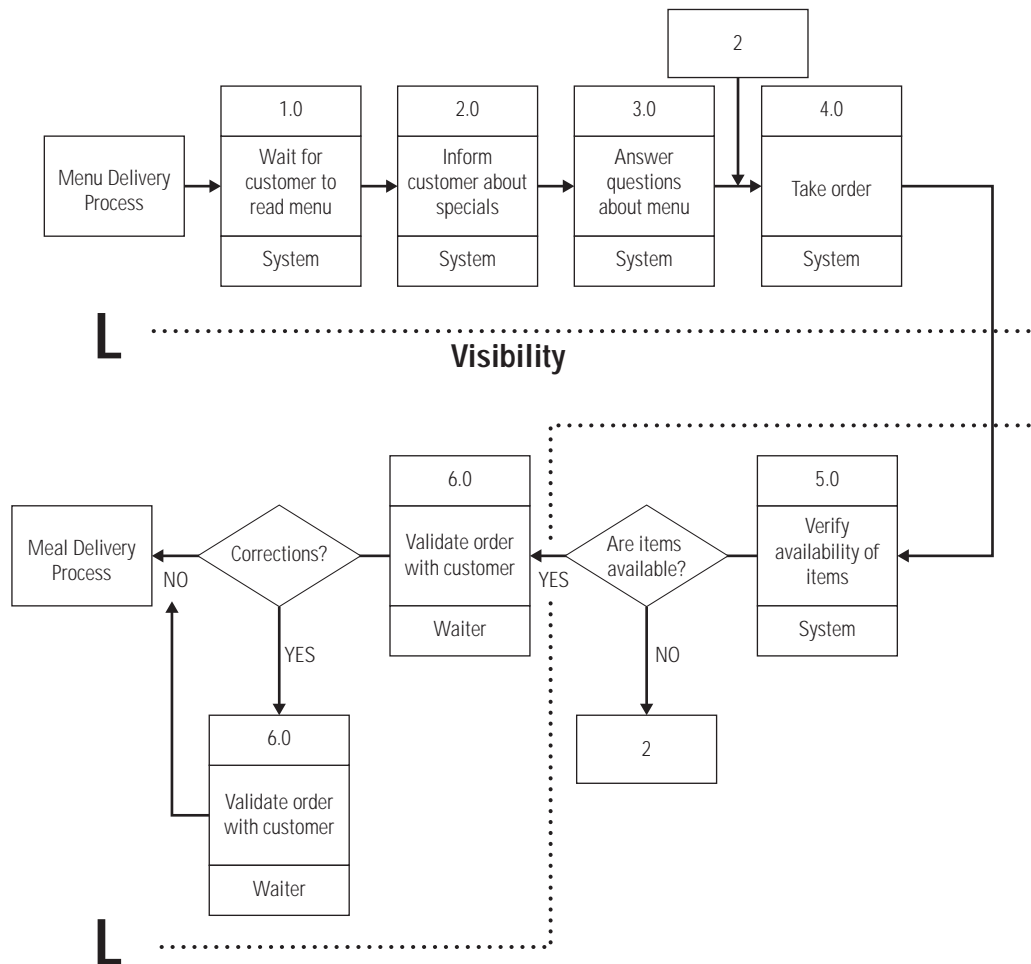 2
1.0
2.0
3.0
4.0
Menu Delivery
Process
Wait for
customer to
read menu
Inform
customer about
specials
Answer
questions
about menu
Take order
System
System
System
System
L
Visibility
6.0
5.0
Meal Delivery
Process
Corrections?
Validate order
with customer
Are items
available?
Verify
availability of
items
NO
YES
YES
Waiter
NO
System
6.0
2
Validate order
with customer
Waiter
L